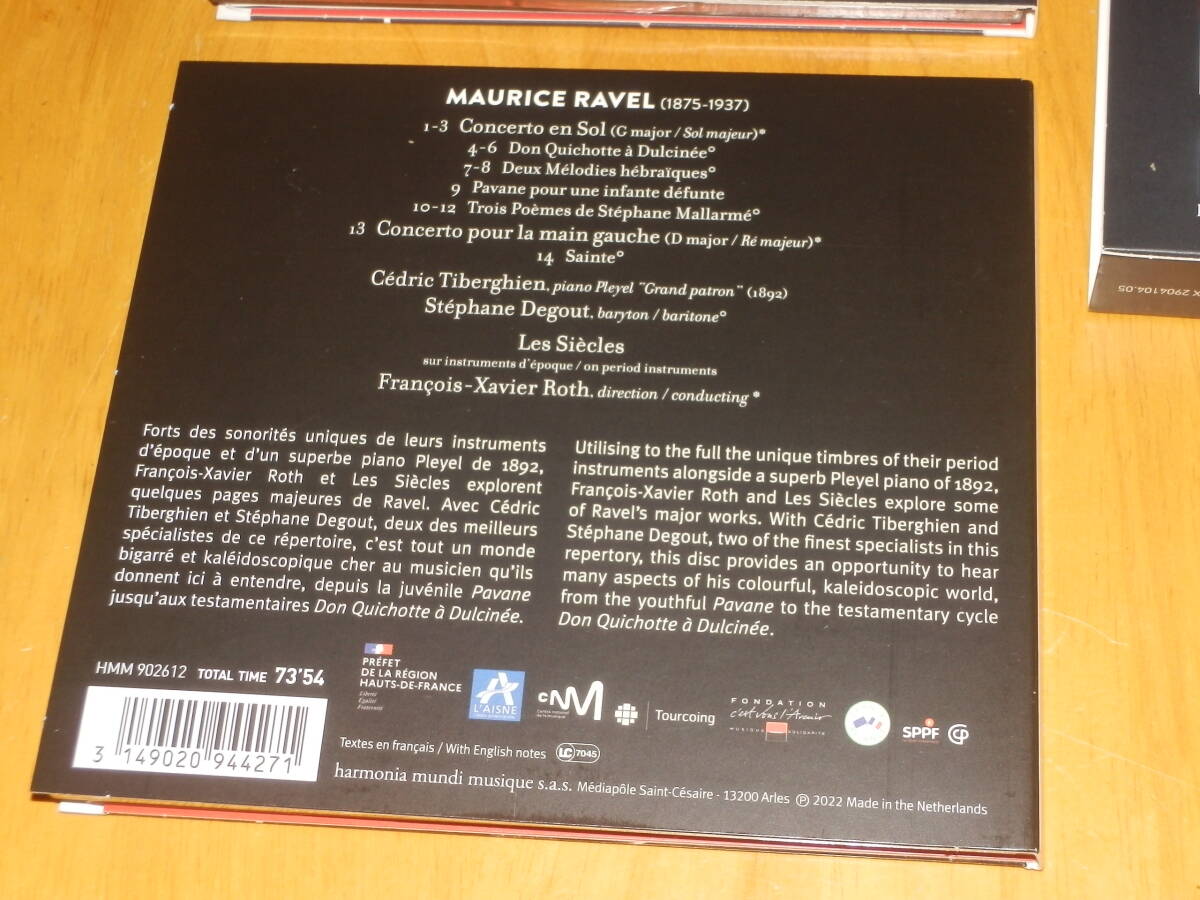 MAURICE RAVEL (1875-1937)
1-3 Concerto en Sol (G major / Sol majeur)*
4-6 Don Quichotte à Dulcinée°
7-8 Deux Mélodies hébraïques°
9 Pavane pour une infante défunte
10-12 Trois Poèmes de Stéphane Mallarmé°
13 Concerto pour la main gauche (D major / Ré majeur)*
14 Sainte°
Cédric Tiberghien, piano Pleyel "Grand patron" (1892)
Stéphane Degout, baryton / baritone°
Les Siècles
sur instruments d'époque / on period instruments
François-Xavier Roth, direction / conducting *
Forts des sonorités uniques de leurs instruments
d'époque et d'un superbe piano Pleyel de 1892,
François-Xavier Roth et Les Siècles explorent
quelques pages majeures de Ravel. Avec Cédric
Tiberghien et Stéphane Degout, deux des meilleurs
spécialistes de ce répertoire, c'est tout un monde
bigarré et kaléidoscopique cher au musicien qu'ils
donnent ici à entendre, depuis la juvénile Pavane
jusqu'aux testamentaires Don Quichotte à Dulcinée.
Utilising to the full the unique timbres of their period
instruments alongside a superb Pleyel piano of 1892,
François-Xavier Roth and Les Siècles explore some
of Ravel's major works. With Cédric Tiberghien and
Stéphane Degout, two of the finest specialists in this
repertory, this disc provides an opportunity to hear
many aspects of his colourful, kaleidoscopic world,
from the youthful Pavane to the testamentary cycle
Don Quichotte à Dulcinée.
HMM 902612 TOTAL TIME 73'54
PRÉFET
DE LA RÉGION
HAUTS-DE-FRANCE
Liberté
Égalité
Fraternité
L'AISNE
CNM
Tourcoing
FONDATION
c'est vous l'Avenir
MUSIQUE SOLIDARITÉ
SPPF
CP
3 149020 944271
Textes en français / With English notes LC 7045
harmonia mundi musique s.a.s. Médiapôle Saint-Césaire - 13200 Arles ℗ 2022 Made in the Netherlands
X 2904104.05